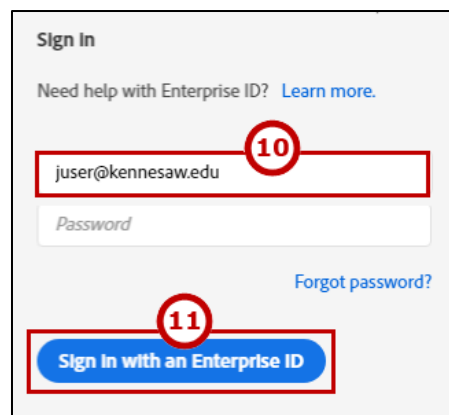 Sign in
Need help with Enterprise ID? Learn more.
10
juser@kennesaw.edu
Password
Forgot password?
11
Sign in with an Enterprise ID